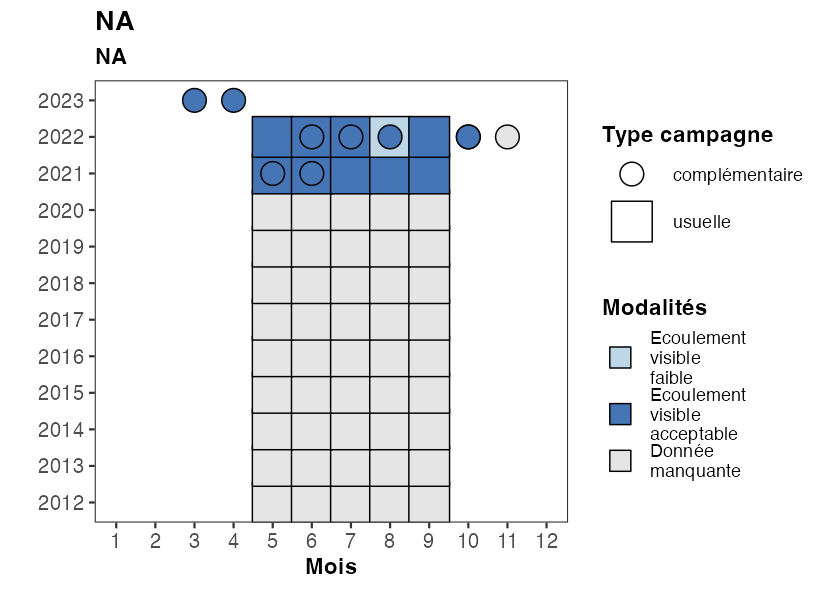 NA
NA
2023
2022
2021
2020
2019
2018
2017
2016
2015
2014
2013
2012
1 2 3 4 5 6 7 8 9 10 11 12
Mois
Type campagne
complémentaire
usuelle
Modalités
Ecoulement
visible
faible
Ecoulement
visible
acceptable
Donnée
manquante